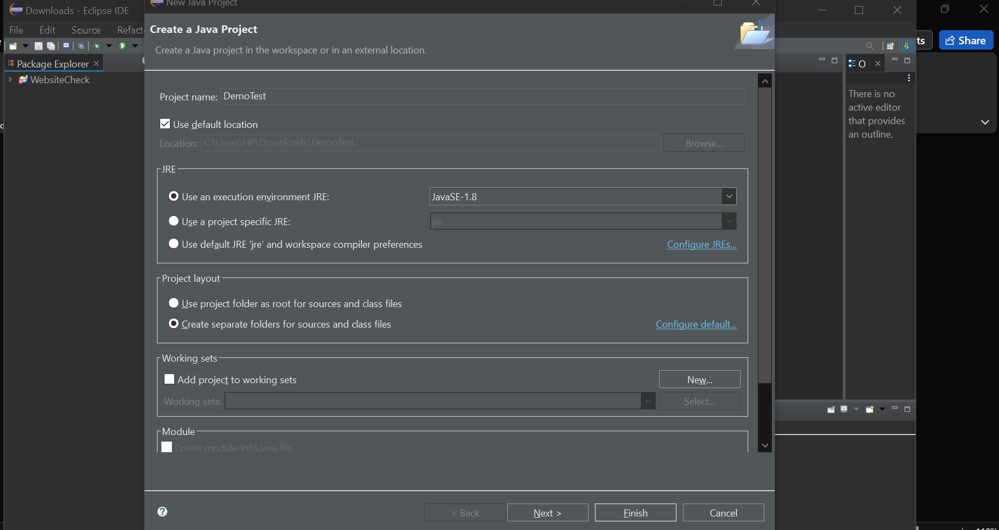 Downloads - Eclipse IDE
New Java Project
File Edit Source
Create a Java Project
Create a Java project in the workspace or in an external location.
Share
Package Explorer
WebsiteCheck
O
There is no
active editor
that provides
an outline.
Project name: DemoTest
Use default location
Location: C:\Users\HP\Downloads\DemoTest
Browse...
JRE
Use an execution environment JRE: JavaSE-1.8
Use a project specific JRE: jre
Use default JRE 'jre' and workspace compiler preferences
Configure JREs...
Project layout
Use project folder as root for sources and class files
Create separate folders for sources and class files
Configure default...
Working sets
Add project to working sets
New...
Working sets:
Select...
Module
Create module-info.java file
< Back
Next >
Finish
Cancel